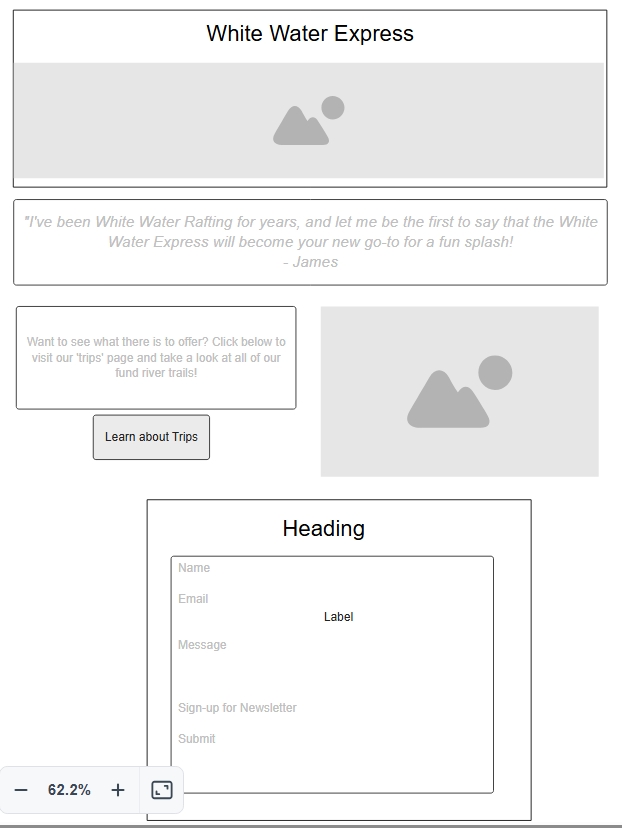 White Water Express
"I've been White Water Rafting for years, and let me be the first to say that the White
Water Express will become your new go-to for a fun splash!
- James
Want to see what there is to offer? Click below to
visit our 'trips' page and take a look at all of our
fund river trails!
Learn about Trips
Heading
Name
Email
Label
Message
Sign-up for Newsletter
Submit
62.2%